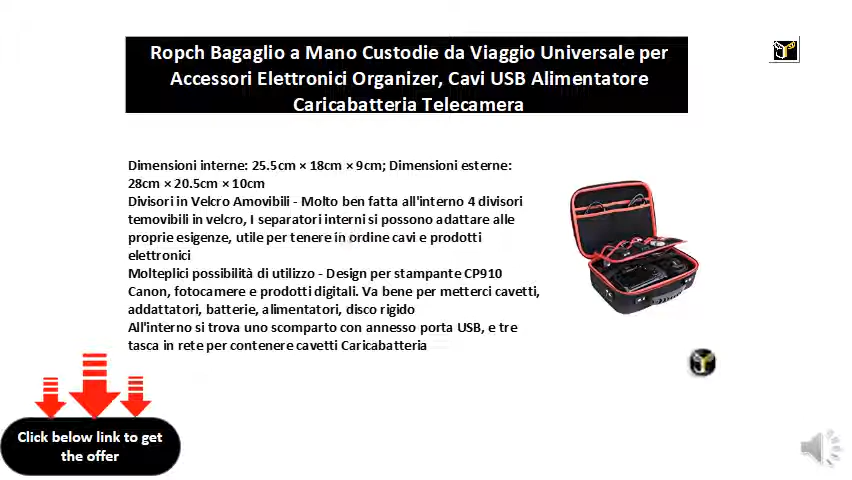 Ropch Bagaglio a Mano Custodie da Viaggio Universale per
Accessori Elettronici Organizer, Cavi USB Alimentatore
Caricabatteria Telecamera
Dimensioni interne: 25.5cm × 18cm × 9cm; Dimensioni esterne:
28cm × 20.5cm × 10cm
Divisori in Velcro Amovibili - Molto ben fatta all'interno 4 divisori
temovibili in velcro, I separatori interni si possono adattare alle
proprie esigenze, utile per tenere in ordine cavi e prodotti
elettronici
Molteplici possibilità di utilizzo - Design per stampante CP910
Canon, fotocamere e prodotti digitali. Va bene per metterci cavetti,
addattatori, batterie, alimentatori, disco rigido
All'interno si trova uno scomparto con annesso porta USB, e tre
tasca in rete per contenere cavetti Caricabatteria
Click below link to get
the offer